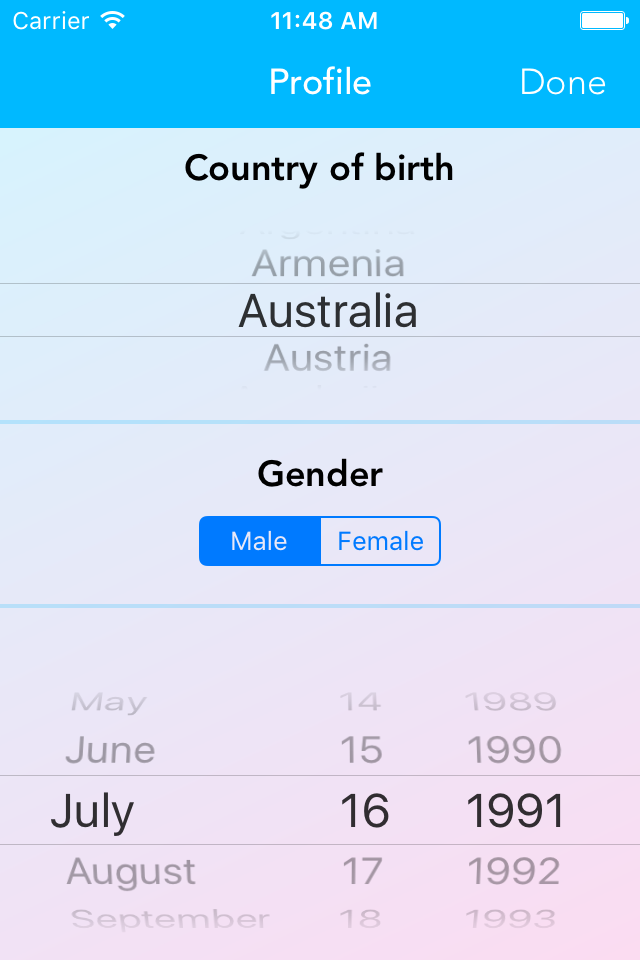 Carrier 11:48 AM
Profile Done
Country of birth
Armenia
Australia
Austria
Gender
Male Female
May 14 1989
June 15 1990
July 16 1991
August 17 1992
September 18 1993